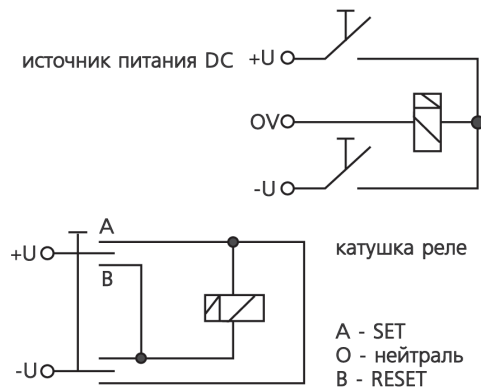 источник питания DC
+U
OV
-U
A
+U
B
-U
катушка реле
A - SET
O - нейтраль
B - RESET